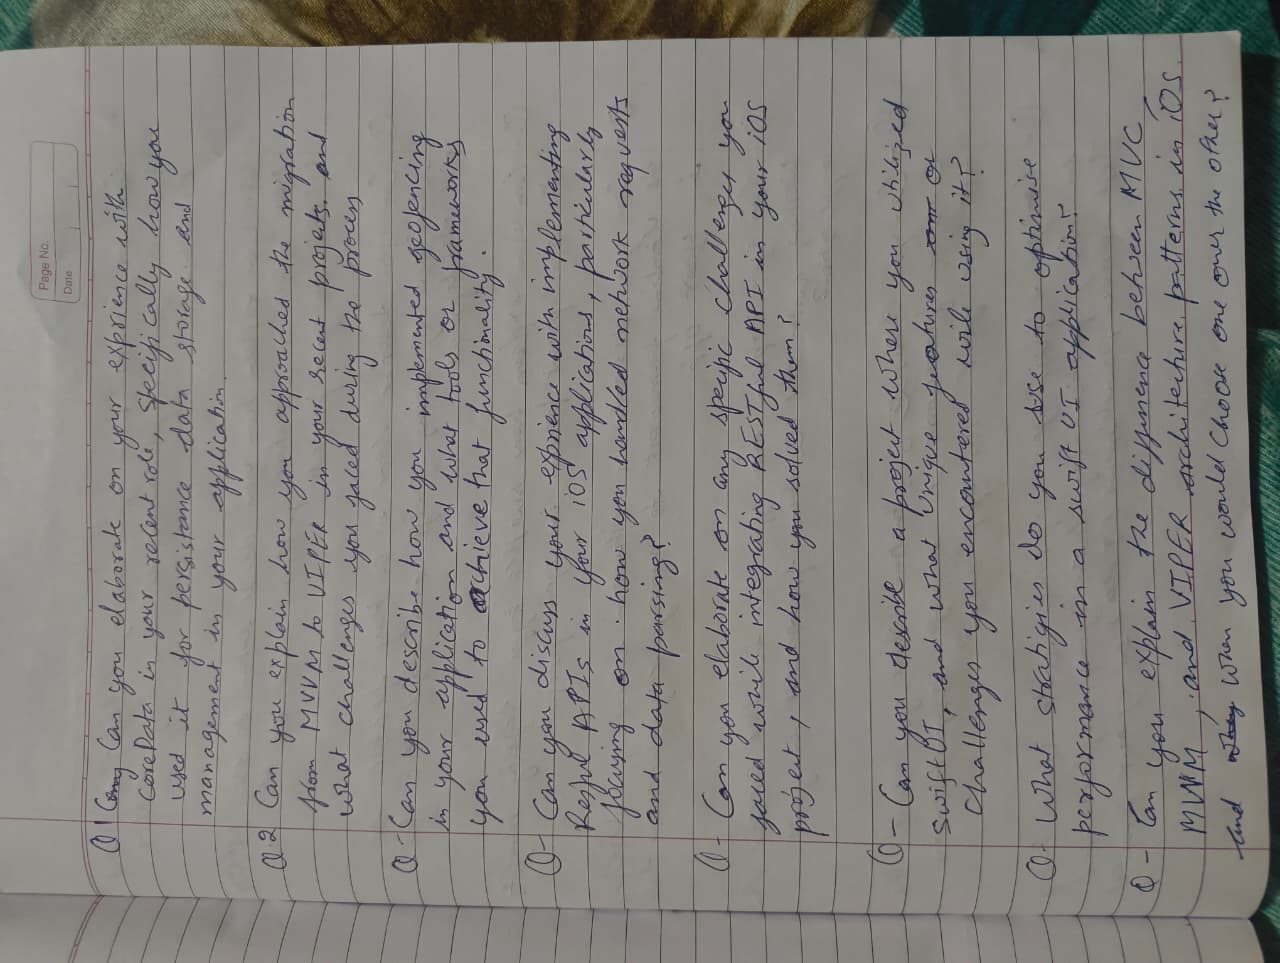 Page No.
Date
Q1 Can you elaborate on your exprience with
CoreData in your recent role, specifically how you
used it for persistance data storage and
management in your application.
Q2 Can you explain how you approached the migration
from MVVM to VIPER in your recent projets. and
what challenges you faced during the process
Q - Can you describe how you implemented geofencing
in your application and what tools or frameworks
you used to achieve that functionality.
Q - Can you discuss your exprience with implementing
Restful APIs in your iOS applications, particularly
focusing on how you handled network requests
and data parsing?
Q - Can you elaborate on any specific challenges you
faced while integrating RESTful API in your iOS
project, and how you solved them?
Q - Can you describe a project where you utilized
SwiftUI, and what unique features or
challenges you encountered while using it?
Q. What stratigies do you use to optimise
performance in a swift UI application?
Q - Can you explain the diffrence between MVC
MVVM, and VIPER architecture patterns in iOS.
and when you would choose one over the other?